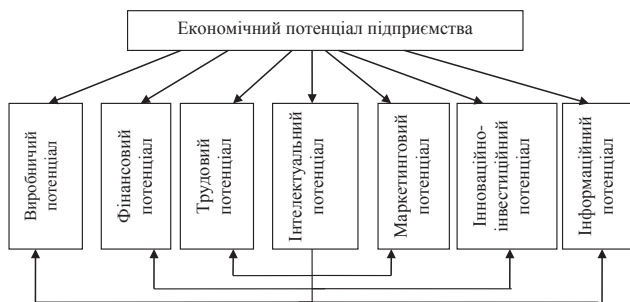 Економічний потенціал підприємства
Виробничий
потенціал
Фінансовий
потенціал
Трудовий
потенціал
Інтелектуальний
потенціал
Маркетинговий
потенціал
Інноваційно-
інвестиційний
потенціал
Інформаційний
потенціал